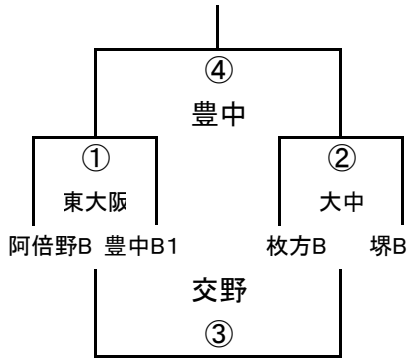 ④
豊中
① ②
東大阪 大中
阿倍野B 豊中B1 枚方B 堺B
交野
③